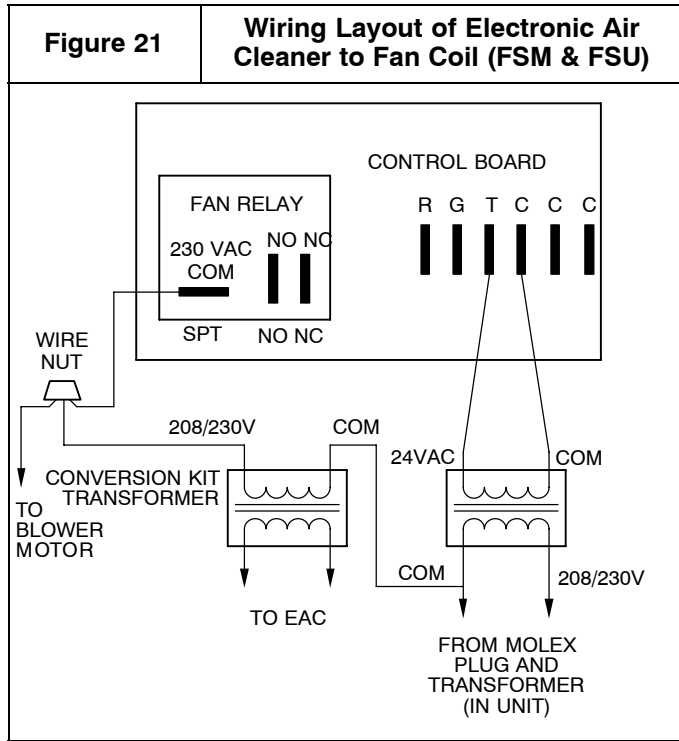 Figure 21
Wiring Layout of Electronic Air
Cleaner to Fan Coil (FSM & FSU)
CONTROL BOARD
FAN RELAY
R G T C C C
230 VAC
COM
NO NC
SPT
NO NC
WIRE
NUT
208/230V
COM
24VAC
COM
CONVERSION KIT
TRANSFORMER
TO
BLOWER
MOTOR
COM
208/230V
TO EAC
FROM MOLEX
PLUG AND
TRANSFORMER
(IN UNIT)